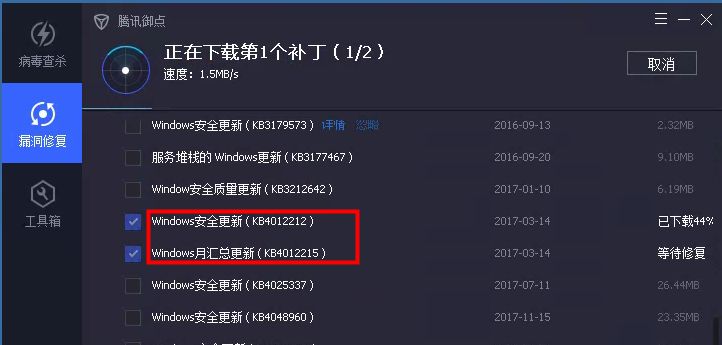 腾讯御点
病毒查杀
漏洞修复
工具箱
正在下载第1个补丁（1/2）
速度：1.5MB/s
取消
Windows安全更新（KB3179573） 详情 忽略 2016-09-13 2.32MB
服务堆栈的 Windows更新（KB3177467） 2016-09-20 9.10MB
Window安全质量更新（KB3212642） 2017-01-10 6.19MB
Windows安全更新（KB4012212） 2017-03-14 已下载44%
Windows月汇总更新（KB4012215） 2017-03-14 等待修复
Windows安全更新（KB4025337） 2017-07-11 26.44MB
Windows安全更新（KB4048960） 2017-11-15 23.35MB